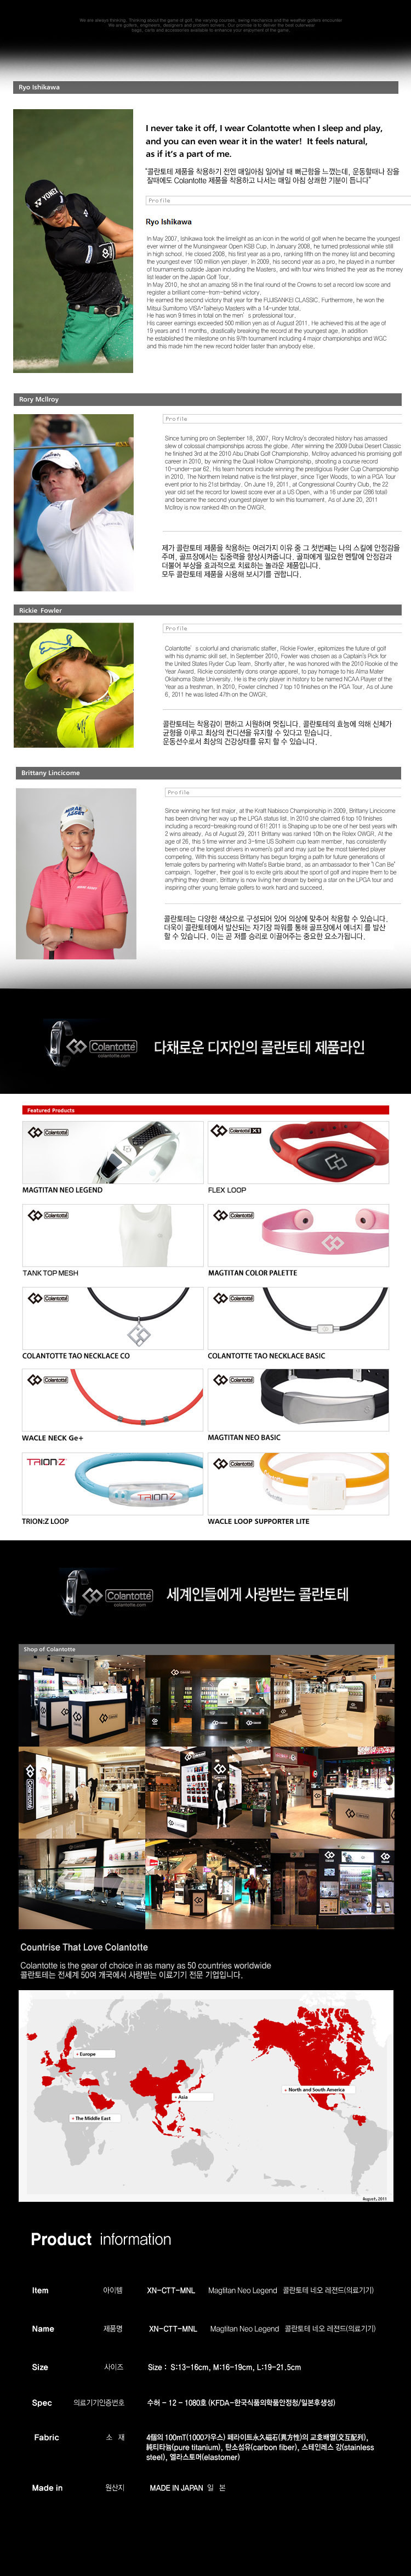 We are always thinking. Thinking about the game of golf, the varying courses, swing mechanics and the weather golfers encounter.
We are golfers, engineers, designers and problem solvers. Our promise is to deliver the best outerwear
bags, carts and accessories available to enhance your enjoyment of the game.
Ryo Ishikawa
I never take it off, I wear Colantotte when I sleep and play,
and you can even wear it in the water! It feels natural,
as if it's a part of me.
"콜란토테 제품을 착용하기 전엔 매일아침 일어날 때 뻐근함을 느꼈는데, 운동할때나 잠을
잘때에도 Colantotte 제품을 착용하고 나서는 매일 아침 상쾌한 기분이 듭니다"
Profile
Ryo Ishikawa
In May 2007, Ishikawa took the limelight as an icon in the world of golf when he became the youngest
ever winner at the Munsingwear Open KSB Cup. In January 2008, he turned professional while still
in high school. He closed 2008, his first year as a pro, ranking fifth on the money list and becoming
the youngest ever 100 million yen player. In 2009, his second year as a pro, he played in a number
of tournaments outside Japan including the Masters, and with four wins finished the year as the money
list leader on the Japan Golf Tour.
In May 2010, he shot an amazing 58 in the final round of the Crowns to set a record low score and
register a brilliant come-from-behind victory.
He earned the second victory that year for the FUJISANKEI CLASSIC. Furthermore, he won the
Mitsui Sumitomo VISA•Taiheiyo Masters with a 14-under total.
He has won 9 times in total on the men's professional tour.
His career earnings exceeded 500 million yen as of August 2011. He achieved this at the age of
19 years and 11 months, drastically breaking the record at the youngest age. In addition
he established the milestone on his 97th tournament including 4 major championships and WGC
and this made him the new record holder faster than anybody else.
Rory McIlroy
Profile
Since turning pro on September 18, 2007, Rory McIlroy's decorated history has amassed
slew of colossal championships across the globe. After winning the 2009 Dubai Desert Classic
he finished 3rd at the 2010 Abu Dhabi Golf Championship. McIlroy advanced his promising golf
career in 2010, by winning the Quail Hollow Championship, shooting a course record
10-under-par 62. His team honors include winning the prestigious Ryder Cup Championship
in 2010. The Northern Ireland native is the first player, since Tiger Woods, to win a PGA Tour
event prior to his 21st birthday. On June 19, 2011, at Congressional Country Club, the 22
year old set the record for lowest score ever at a US Open, with a 16 under par (286 total)
and became the second youngest player to win this tournament. As of June 20, 2011
McIlroy is now ranked 4th on the OWGR.
제가 콜란토테 제품을 착용하는 여러가지 이유 중 그 첫번째는 나의 스킬에 안정감을
주며, 골프장에서는 집중력을 향상시켜줍니다. 골퍼에게 필요한 멘탈에 안정감과
더불어 부상을 효과적으로 치료하는 놀라운 제품입니다.
모두 콜란토테 제품을 사용해 보시기를 권합니다.
Rickie Fowler
Profile
Colantotte's colorful and charismatic staffer, Rickie Fowler, epitomizes the future of golf
with his dynamic skill set. In September 2010, Fowler was chosen as a Captain's Pick for
the United States Ryder Cup Team. Shortly after, he was honored with the 2010 Rookie of the
Year Award. Rickie consistently dons orange apparel, to pay homage to his Alma Mater
Oklahoma State University. He is the only player in history to be named PAC Player of the
Year as a freshman. In 2010, Fowler clinched 7 top 10 finishes on the PGA Tour. As of June
6, 2011 he was listed 47th on the OWGR.
콜란토테는 착용감이 편하고 시원하며 멋집니다. 콜란토테의 효능에 의해 신체가
균형을 이루고 최상의 컨디션을 유지할 수 있다고 믿습니다.
운동선수로서 최상의 건강상태를 유지 할 수 있습니다.
Brittany Lincicome
Profile
Since winning her first major, at the Kraft Nabisco Championship in 2009, Brittany Lincicome
has been driving her way up the LPGA status list. In 2010 she claimed 6 top 10 finishes
including a record-breaking round of 61! 2011 is Shaping up to be one of her best years with
2 already wins. As of August 29, 2011 Brittany was ranked 10th on the Rolex OWGR. At the
age of 26, this 5 time winner and 3-time US Solheim cup team member, has consistently
been one of the longest drivers in women's golf and may just be the most talented player
competing. With this success Brittany has begun forging a path for future generations of
female golfers by partnering with Mattel's Barbie brand, as an ambassador to their "I Can Be"
campaign. Together, their goal is to excite girls about the sport of golf and inspire them to be
anything they dream. Brittany is now living her dream by being a star on the LPGA tour and
inspiring other young female golfers to work hard and succeed.
콜란토테는 다양한 색상으로 구성되어 있어 의상에 맞추어 착용할 수 있습니다.
더욱이 콜란토테에서 발산되는 자기장 파워를 통해 골프장에서 에너지 를 발산
할 수 있습니다. 이는 곧 저를 승리로 이끌어주는 중요한 요소가됩니다.
Colantotte
colantotte.com
다채로운 디자인의 콜란토테 제품라인
Featured Products
Colantotte
Colantotte X1
MAGTITAN NEO LEGEND
FLEX LOOP
Colantotte
Colantotte
TANK TOP MESH
MAGTITAN COLOR PALETTE
Colantotte
Colantotte
COLANTOTTE TAO NECKLACE CO
COLANTOTTE TAO NECKLACE BASIC
Colantotte
Colantotte
WACLE NECK Ge+
MAGTITAN NEO BASIC
TRION:Z
Colantotte
TRION:Z LOOP
WACLE LOOP SUPPORTER LITE
Colantotte
colantotte.com
세계인들에게 사랑받는 콜란토테
Shop of Colantotte
Countrise That Love Colantotte
Colantotte is the gear of choice in as many as 50 countries worldwide
콜란토테는 전세계 50여 개국에서 사랑받는 이료기기 전문 기업입니다.
Europe
Asia
North and South America
The Middle East
August, 2011
Product information
Item 아이템 XN-CTT-MNL Magtitan Neo Legend 콜란토테 네오 레전드(의료기기)
Name 제품명 XN-CTT-MNL Magtitan Neo Legend 콜란토테 네오 레젼드(의료기기)
Size 사이즈 Size : S:13-16cm, M:16-19cm, L:19-21.5cm
Spec 의료기기인증번호 수허 - 12 - 1080호 (KFDA-한국식품의학품안정청/일본후생성)
Fabric 소 재 4個의 100mT(1000가우스) 페라이트永久磁石(異方性)의 교호배열(交互配列),
純티타늄(pure titanium), 탄소섬유(carbon fiber), 스테인레스 강(stainless
steel), 엘라스토머(elastomer)
Made in 원산지 MADE IN JAPAN 일 본